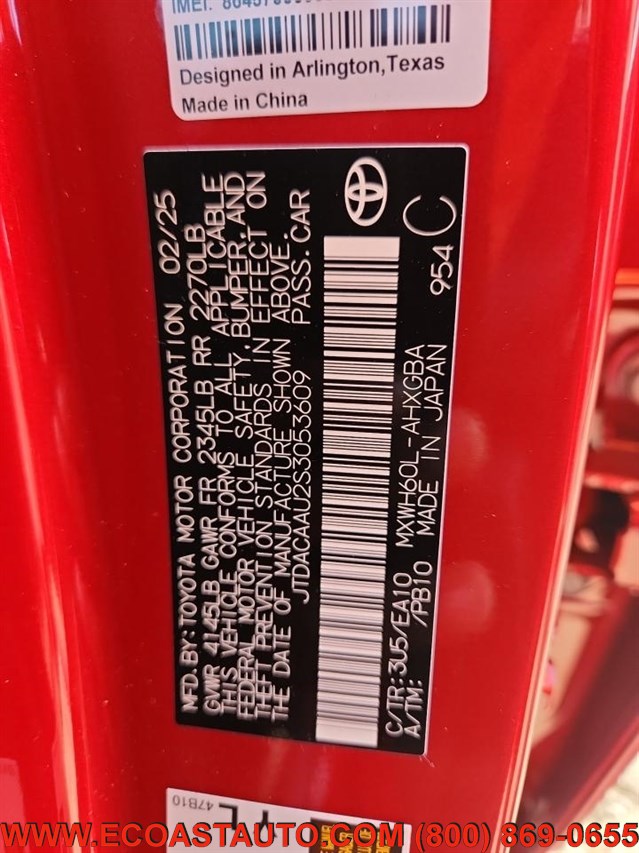 Designed in Arlington,Texas
Made in China
MFD.BY:TOYOTA MOTOR CORPORATION 02/25
GVWR 4145LB GAWR FR 2345LB RR 2270LB
THIS VEHICLE CONFORMS TO ALL APPLICABLE
FEDERAL MOTOR VEHICLE SAFETY,BUMPER,AND
THEFT PREVENTION STANDARDS IN EFFECT ON
THE DATE OF MANUFACTURE SHOWN ABOVE.
JTDACAAU2S3053609 PASS.CAR
C/TR:3U5/EA10 MXWH60L-AHXGBA 954 C
A/TM: /PB10 MADE IN JAPAN
47B10
WWW.ECOASTAUTO.COM (800) 869-0655